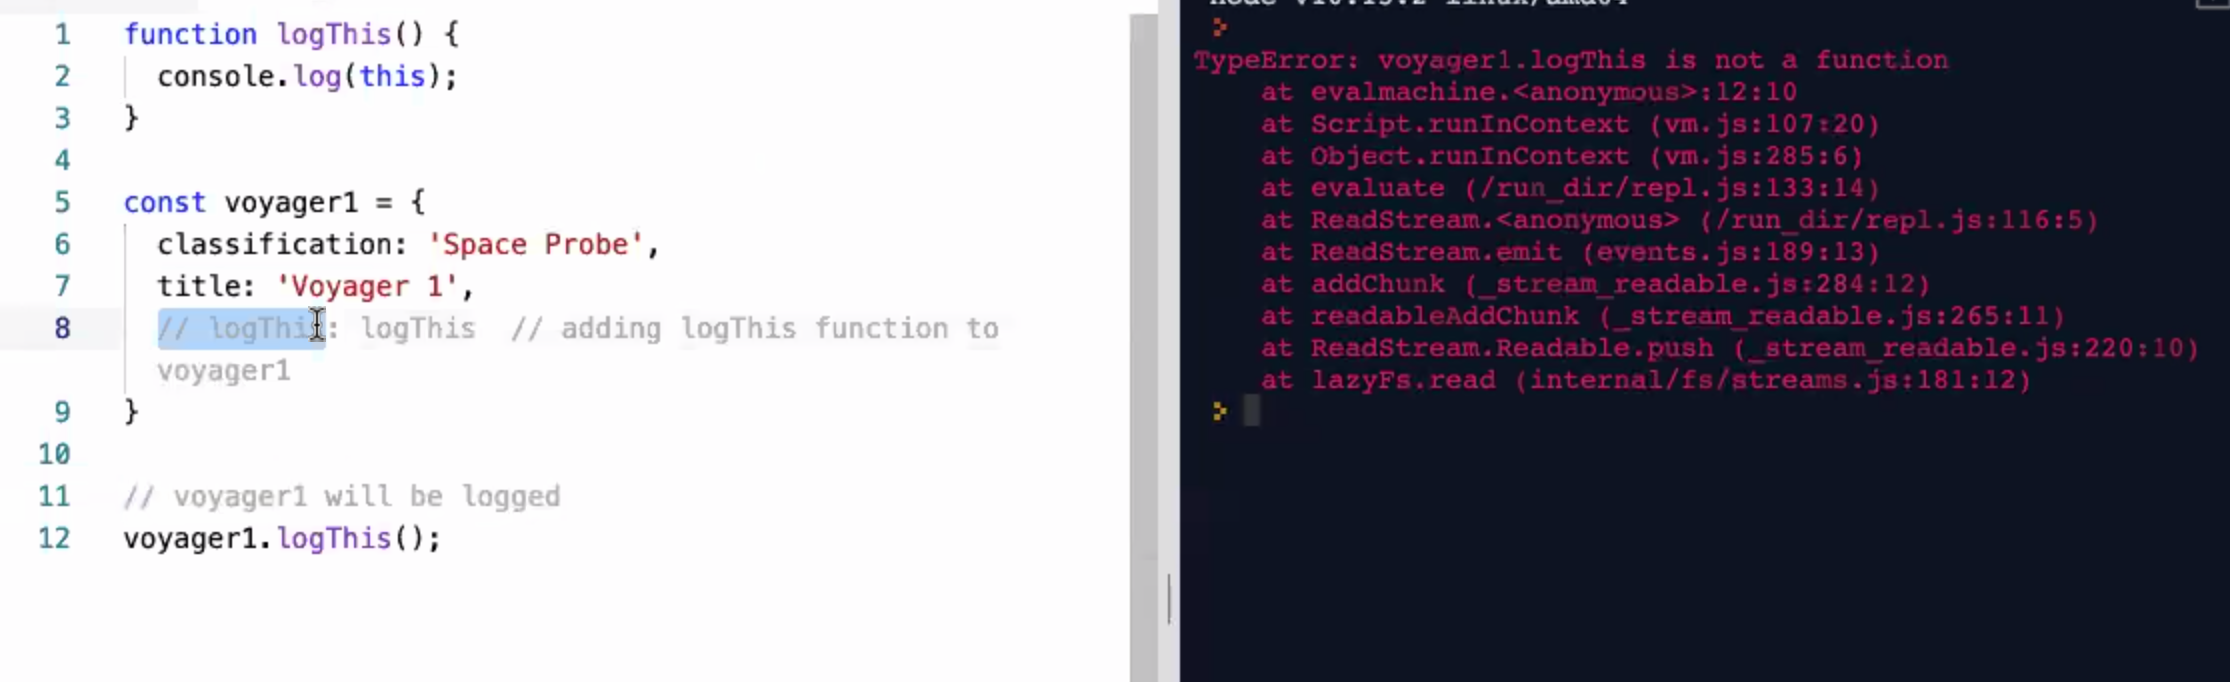 1 function logThis() {
2 console.log(this);
3 }
4
5 const voyager1 = {
6 classification: 'Space Probe',
7 title: 'Voyager 1',
8 // logThis: logThis // adding logThis function to
voyager1
9 }
10
11 // voyager1 will be logged
12 voyager1.logThis();
TypeError: voyager1.logThis is not a function
at evalmachine.<anonymous>:12:10
at Script.runInContext (vm.js:107:20)
at Object.runInContext (vm.js:285:6)
at evaluate (/run_dir/repl.js:133:14)
at ReadStream.<anonymous> (/run_dir/repl.js:116:5)
at ReadStream.emit (events.js:189:13)
at addChunk (_stream_readable.js:284:12)
at readableAddChunk (_stream_readable.js:265:11)
at ReadStream.Readable.push (_stream_readable.js:220:10)
at lazyFs.read (internal/fs/streams.js:181:12)